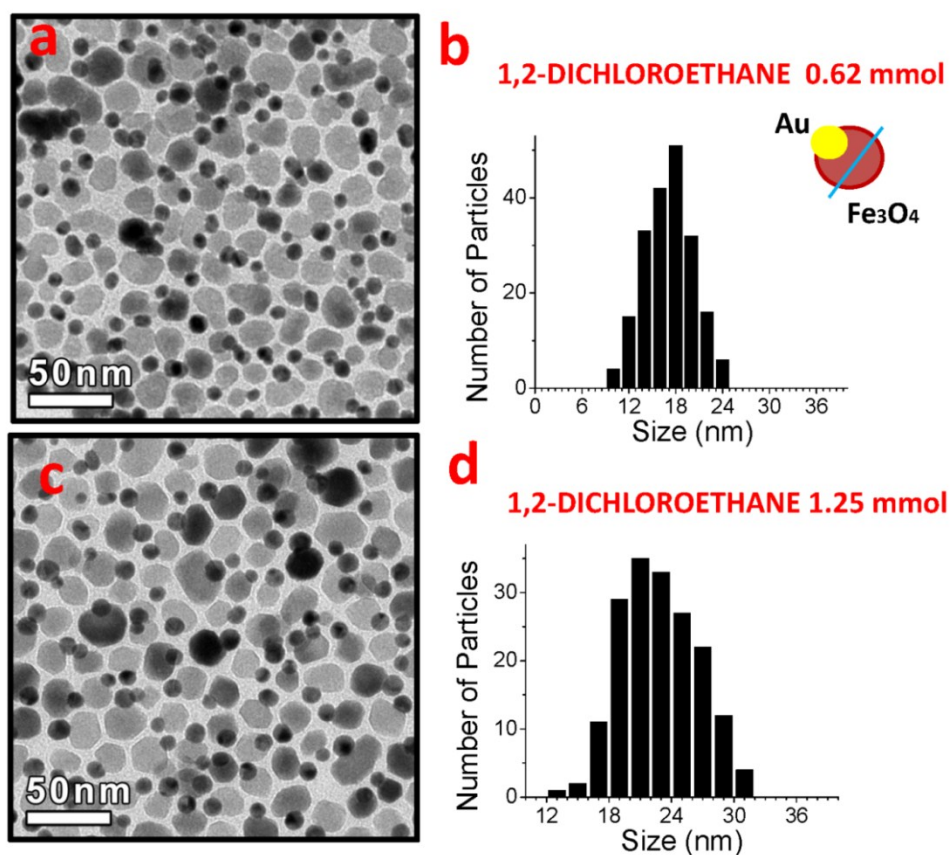 a
50nm
b
1,2-DICHLOROETHANE 0.62 mmol
Au
Fe₃O₄
Number of Particles
40
20
0
0 6 12 18 24 30 36
Size (nm)
c
50nm
d
1,2-DICHLOROETHANE 1.25 mmol
Number of Particles
30
20
10
0
12 18 24 30 36
Size (nm)